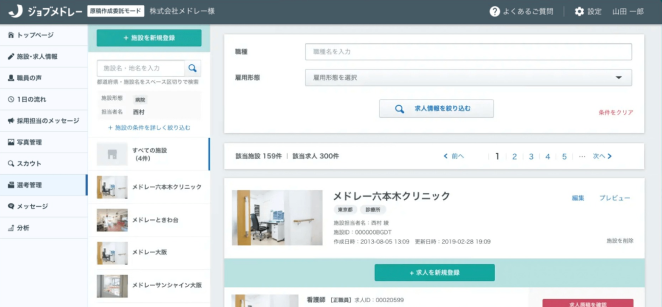 ジョブメドレー 原稿作成委託モード 株式会社メドレー様 よくあるご質問 設定 山田 一郎
トップページ
施設・求人情報
職員の声
1日の流れ
採用担当のメッセージ
写真管理
スカウト
選考管理
メッセージ
分析
+ 施設を新規登録
施設名・地名を入力
都道府県・施設名をスペース区切りで検索
施設形態 病院
担当者名 西村
+ 施設の条件を詳しく絞り込む
すべての施設
(4件)
メドレー六本木クリニック
メドレーときわ台
メドレー大阪
メドレーサンシャイン大阪
職種 職種名を入力
雇用形態 雇用形態を選択
求人情報を絞り込む
条件をクリア
該当施設 159件 | 該当求人 300件 前へ 1 2 3 4 5 … 次へ
メドレー六本木クリニック 編集 プレビュー
東京都 診療所
施設担当者名:西村 
施設ID:0000008GDT
作成日時:2013-08-05 13:09 更新日時:2019-02-28 19:09 施設を削除
+ 求人を新規登録
看護師 [正職員] 求人ID:00020599
求人原稿を確認